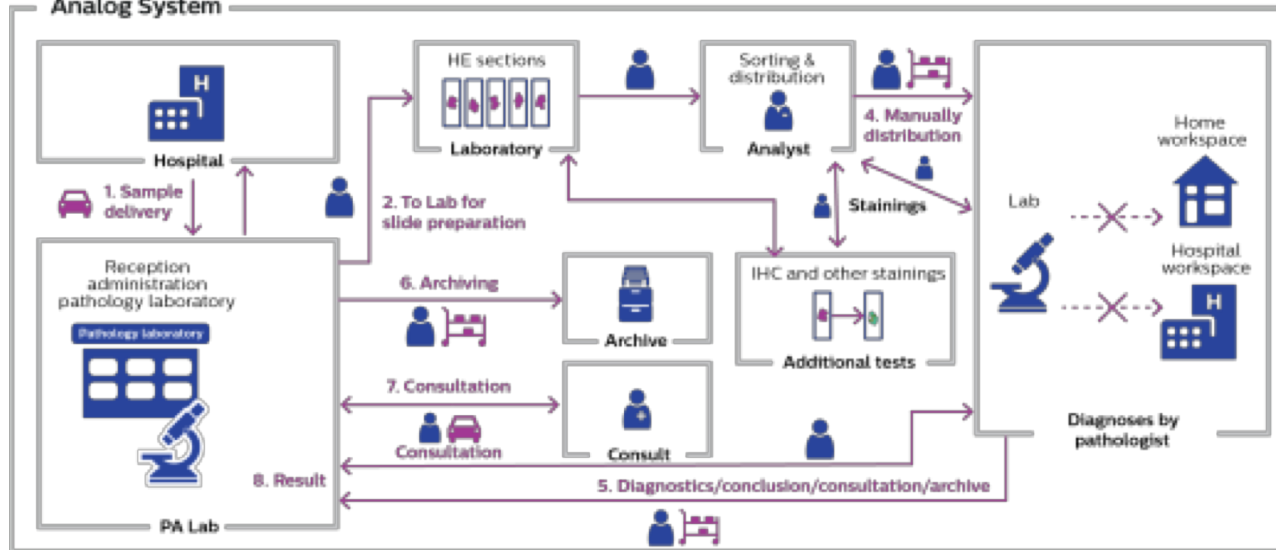 Analog System
H
Hospital
1. Sample
delivery
HE sections
Laboratory
Sorting &
distribution
Analyst
4. Manually
distribution
2. To Lab for
slide preparation
Stainings
Home
workspace
Lab
Hospital
workspace
H
Diagnoses by
pathologist
Reception
administration
pathology laboratory
Pathology laboratory
PA Lab
6. Archiving
Archive
IHC and other stainings
Additional tests
7. Consultation
Consultation
Consult
8. Result
5. Diagnostics/conclusion/consultation/archive